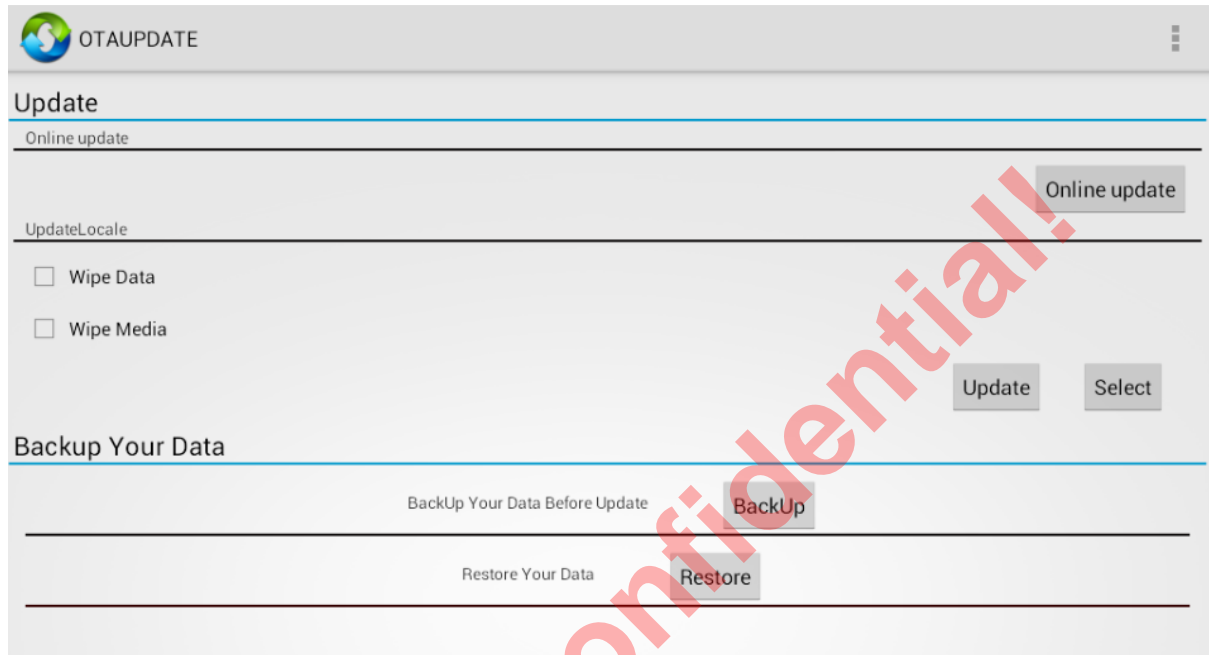 OTAUPDATE
Update
Online update
Online update
UpdateLocale
Wipe Data
Wipe Media
Update Select
Backup Your Data
BackUp Your Data Before Update BackUp
Restore Your Data Restore
onfidential!